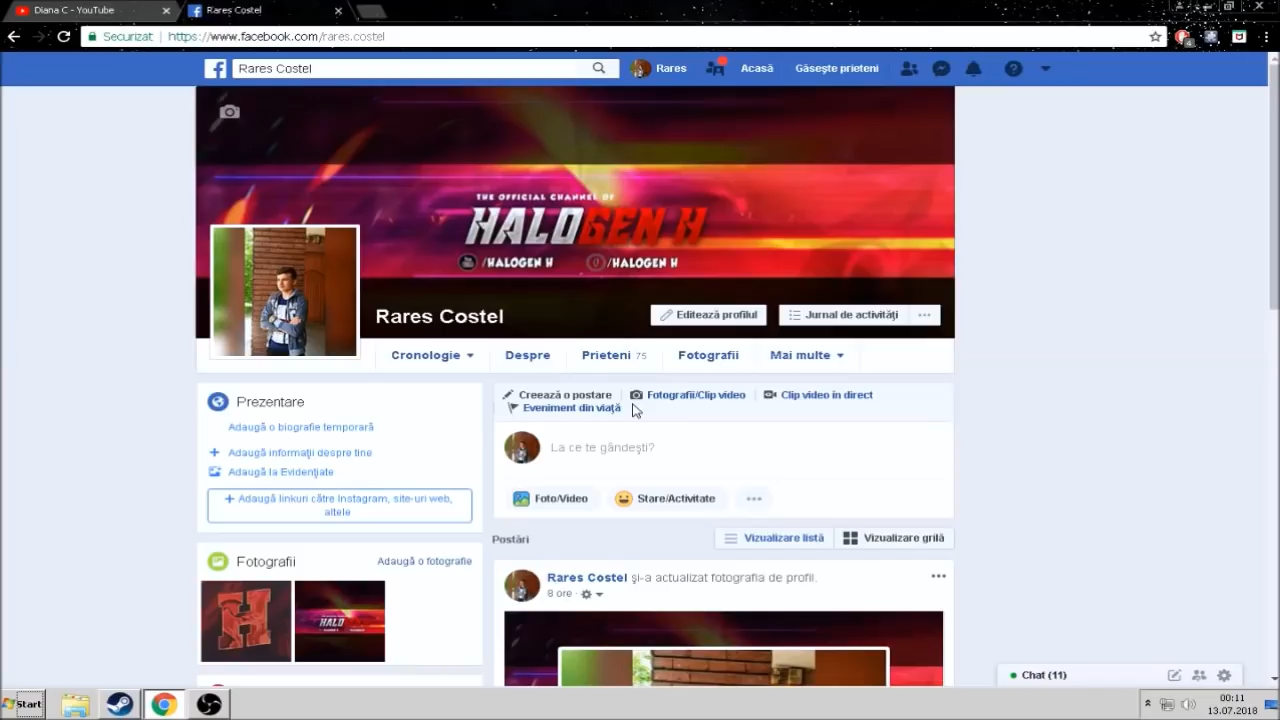 Diana C - YouTube
Rares Costel
Securizat
https://www.facebook.com/rares.costel
Rares Costel
Rares
Acasă
Găsește prieteni
THE OFFICIAL CHANNEL OF
HALOGEN H
/HALOGEN H
/HALOGEN H
Rares Costel
Editează profilul
Jurnal de activități
Cronologie
Despre
Prieteni 75
Fotografii
Mai multe
Prezentare
Adaugă o biografie temporară
Adaugă informații despre tine
Adaugă la Evidențiate
+ Adaugă linkuri către Instagram, site-uri web,
altele
Fotografii
Adaugă o fotografie
H
HALO
Creează o postare
Fotografii/Clip video
Clip video în direct
Eveniment din viață
La ce te gândești?
Foto/Video
Stare/Activitate
Postări
Vizualizare listă
Vizualizare grilă
Rares Costel și-a actualizat fotografia de profil.
8 ore
Chat (11)
Start
00:11
13.07.2018